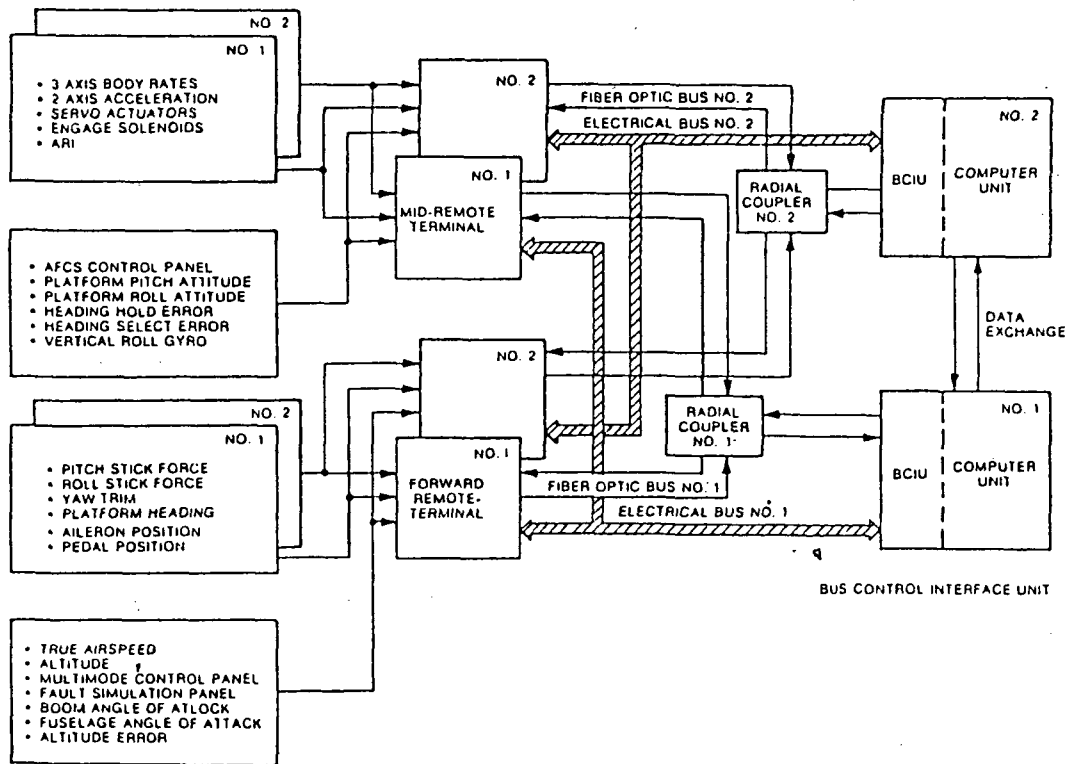 NO. 2
NO. 1
• 3 AXIS BODY RATES
• 2 AXIS ACCELERATION
• SERVO ACTUATORS
• ENGAGE SOLENOIDS
• ARI
• AFCS CONTROL PANEL
• PLATFORM PITCH ATTITUDE
• PLATFORM ROLL ATTITUDE
• HEADING HOLD ERROR
• HEADING SELECT ERROR
• VERTICAL ROLL GYRO
NO. 2
NO. 1
• PITCH STICK FORCE
• ROLL STICK FORCE
• YAW TRIM
• PLATFORM HEADING
• AILERON POSITION
• PEDAL POSITION
• TRUE AIRSPEED
• ALTITUDE
• MULTIMODE CONTROL PANEL
• FAULT SIMULATION PANEL
• BOOM ANGLE OF ATLOCK
• FUSELAGE ANGLE OF ATTACK
• ALTITUDE ERROR
NO. 2
NO. 1
MID-REMOTE
TERMINAL
NO. 2
NO. 1
FORWARD
REMOTE-
TERMINAL
FIBER OPTIC BUS NO. 2
ELECTRICAL BUS NO. 2
RADIAL
COUPLER
NO. 2
RADIAL
COUPLER
NO. 1
FIBER OPTIC BUS NO. 1
ELECTRICAL BUS NO. 1
NO. 2
BCIU
COMPUTER
UNIT
DATA
EXCHANGE
NO. 1
BCIU
COMPUTER
UNIT
BUS CONTROL INTERFACE UNIT